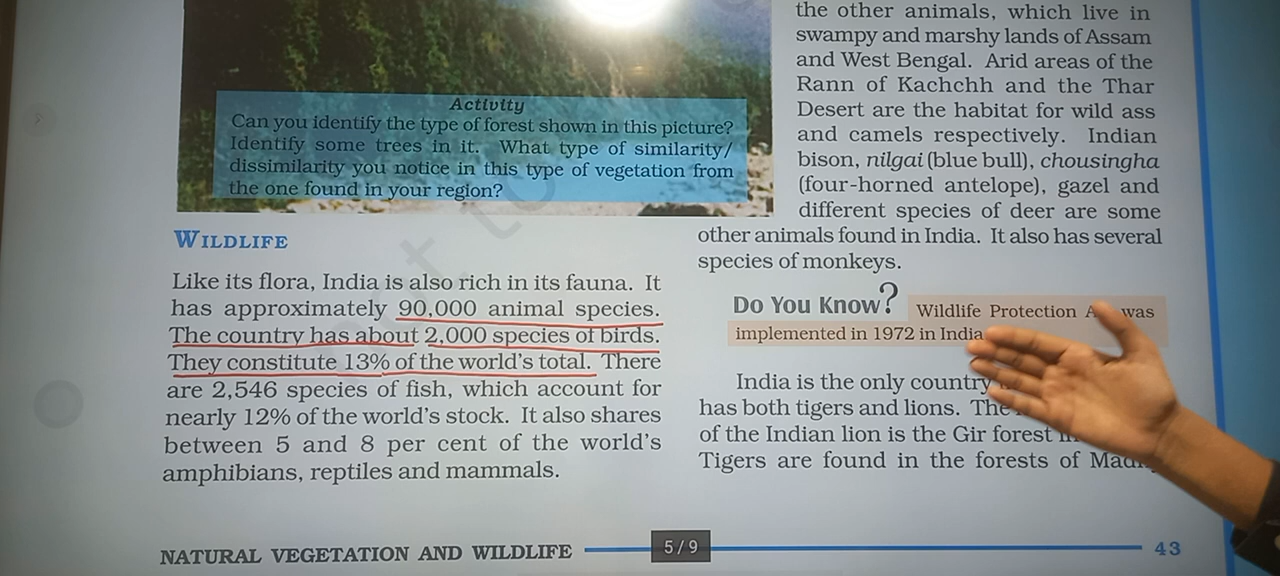 Activity
Can you identify the type of forest shown in this picture?
Identify some trees in it. What type of similarity/
dissimilarity you notice in this type of vegetation from
the one found in your region?
WILDLIFE
Like its flora, India is also rich in its fauna. It
has approximately 90,000 animal species.
The country has about 2,000 species of birds.
They constitute 13% of the world's total. There
are 2,546 species of fish, which account for
nearly 12% of the world's stock. It also shares
between 5 and 8 per cent of the world's
amphibians, reptiles and mammals.
the other animals, which live in
swampy and marshy lands of Assam
and West Bengal. Arid areas of the
Rann of Kachchh and the Thar
Desert are the habitat for wild ass
and camels respectively. Indian
bison, nilgai (blue bull), chousingha
(four-horned antelope), gazel and
different species of deer are some
other animals found in India. It also has several
species of monkeys.
Do You Know?
Wildlife Protection was
implemented in 1972 in India
India is the only country
has both tigers and lions. The
of the Indian lion is the Gir forest
Tigers are found in the forests of
NATURAL VEGETATION AND WILDLIFE
5/9
43